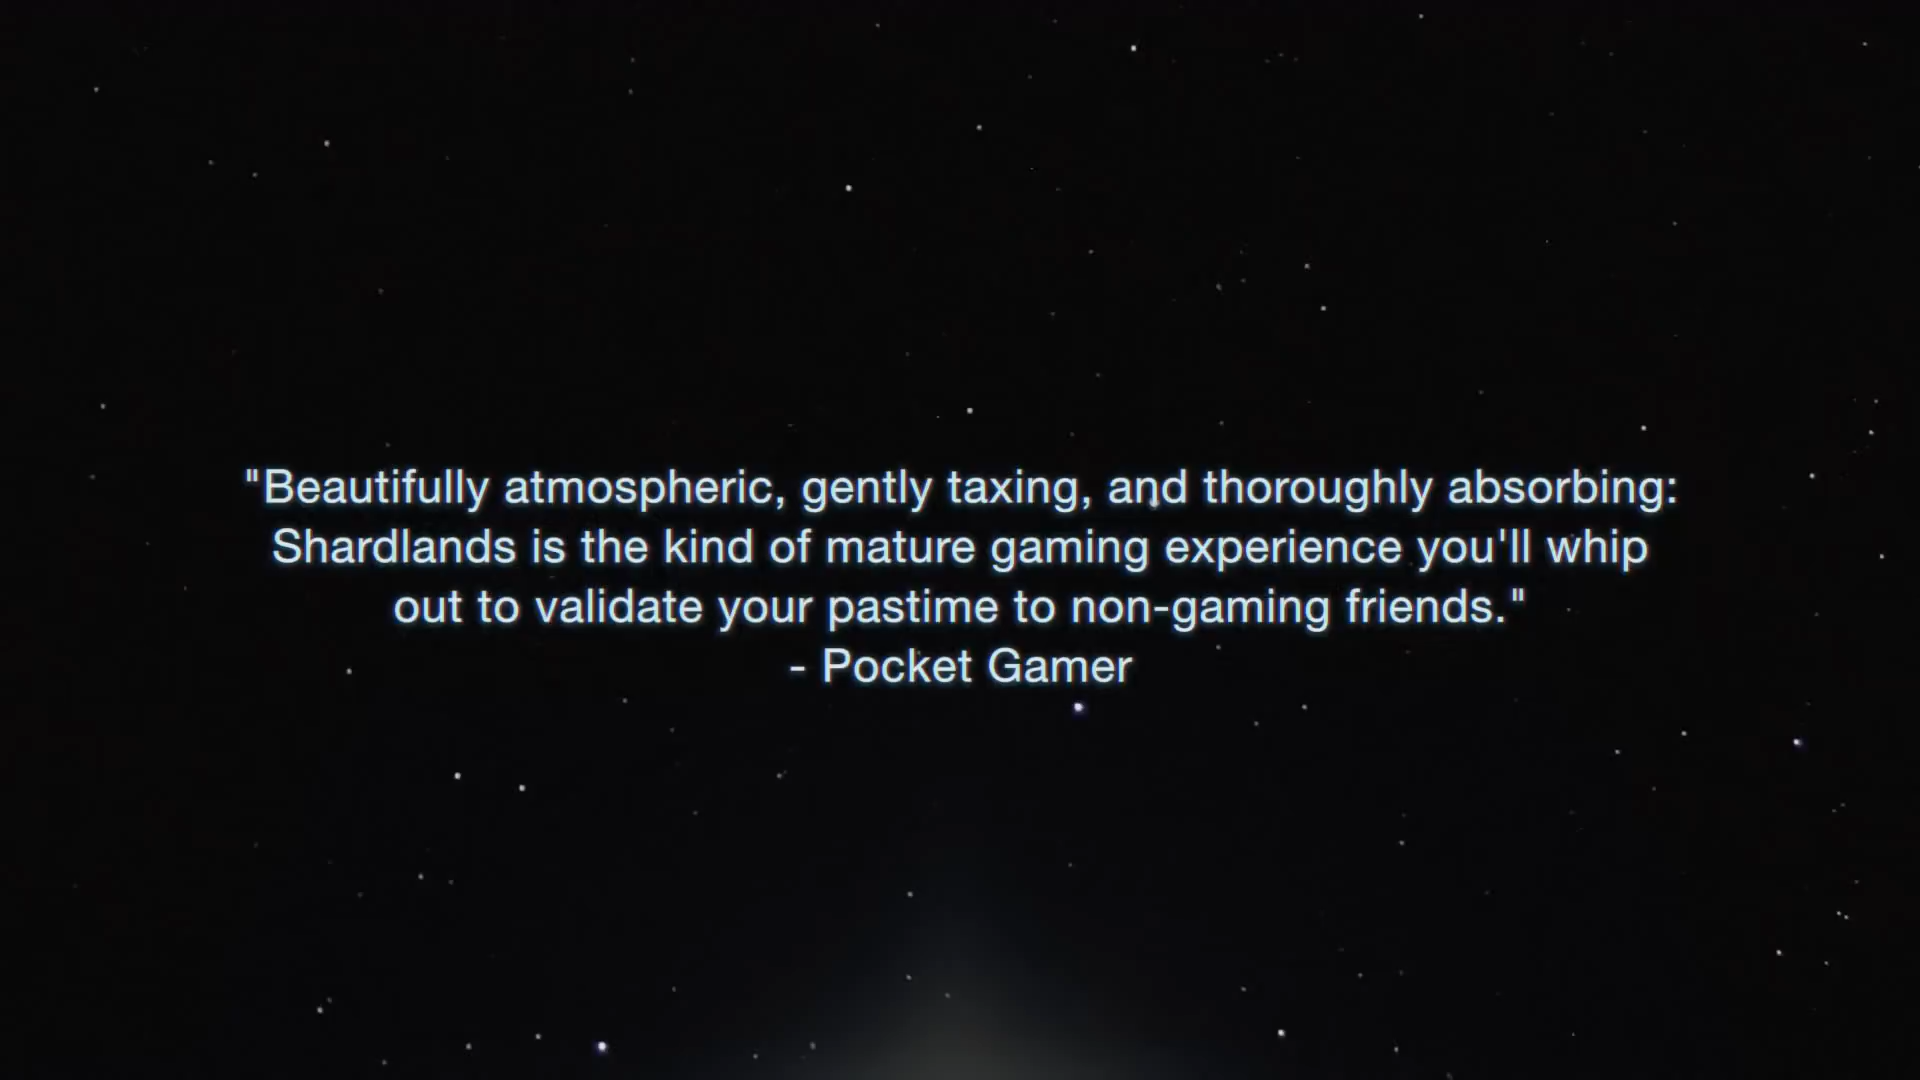 "Beautifully atmospheric, gently taxing, and thoroughly absorbing:
Shardlands is the kind of mature gaming experience you'll whip
out to validate your pastime to non-gaming friends."
- Pocket Gamer